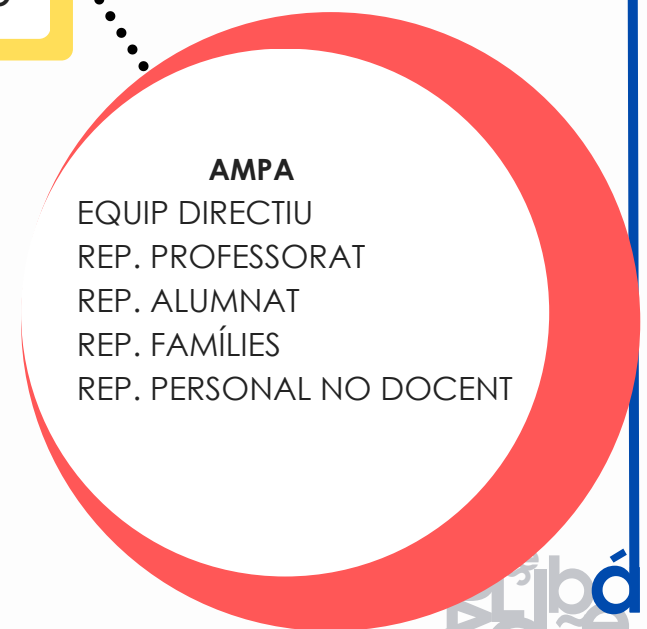 AMPA
EQUIP DIRECTIU
REP. PROFESSORAT
REP. ALUMNAT
REP. FAMÍLIES
REP. PERSONAL NO DOCENT